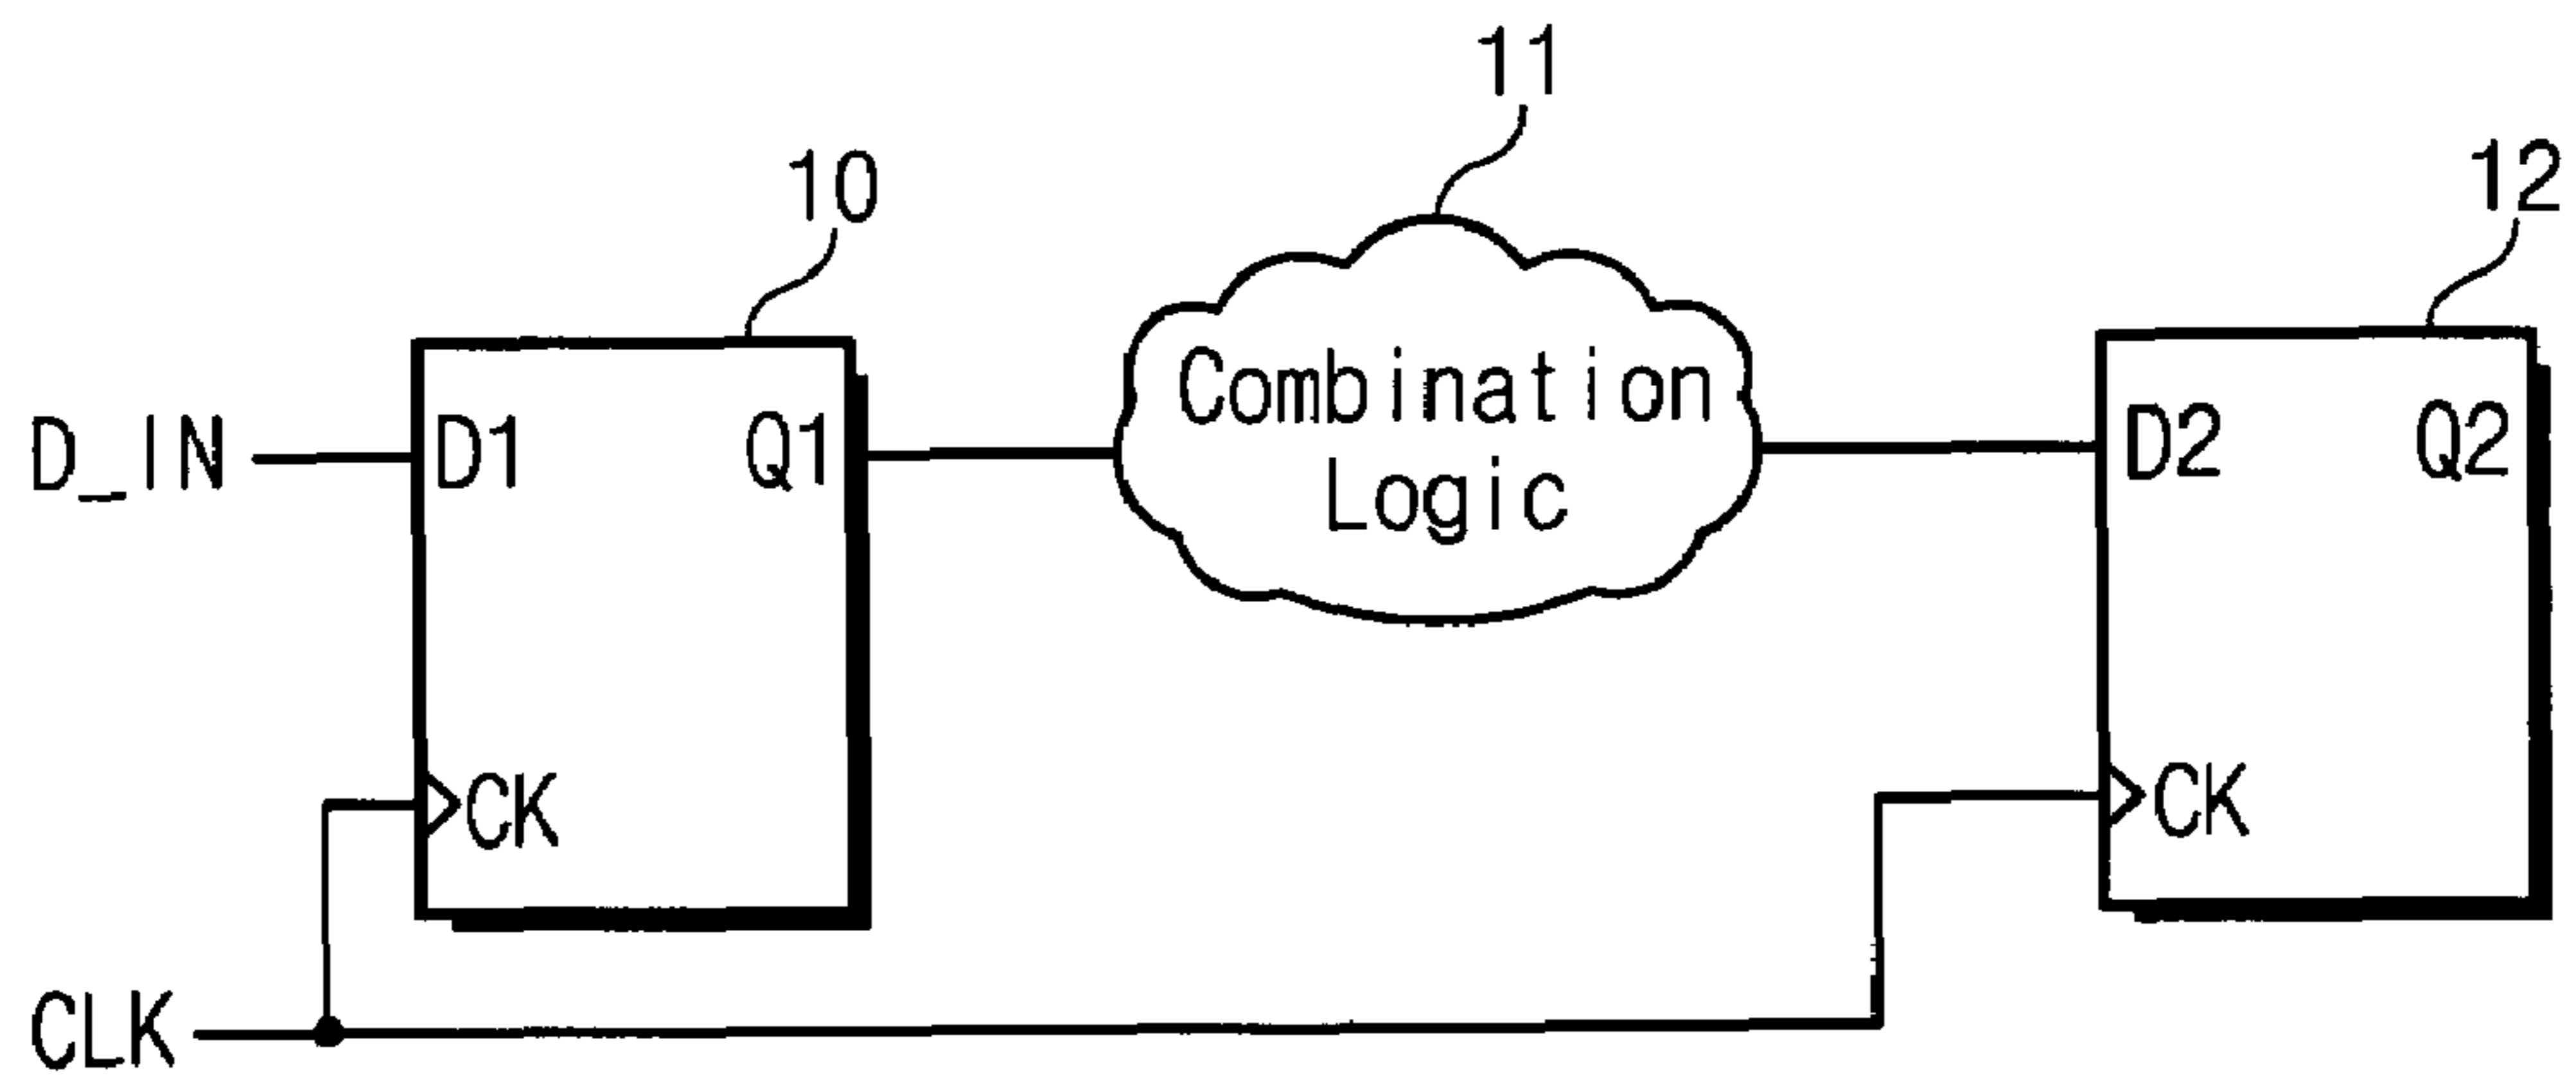 11
10
12
Combination
Logic
D_IN
D1
Q1
D2
Q2
CK
CK
CLK